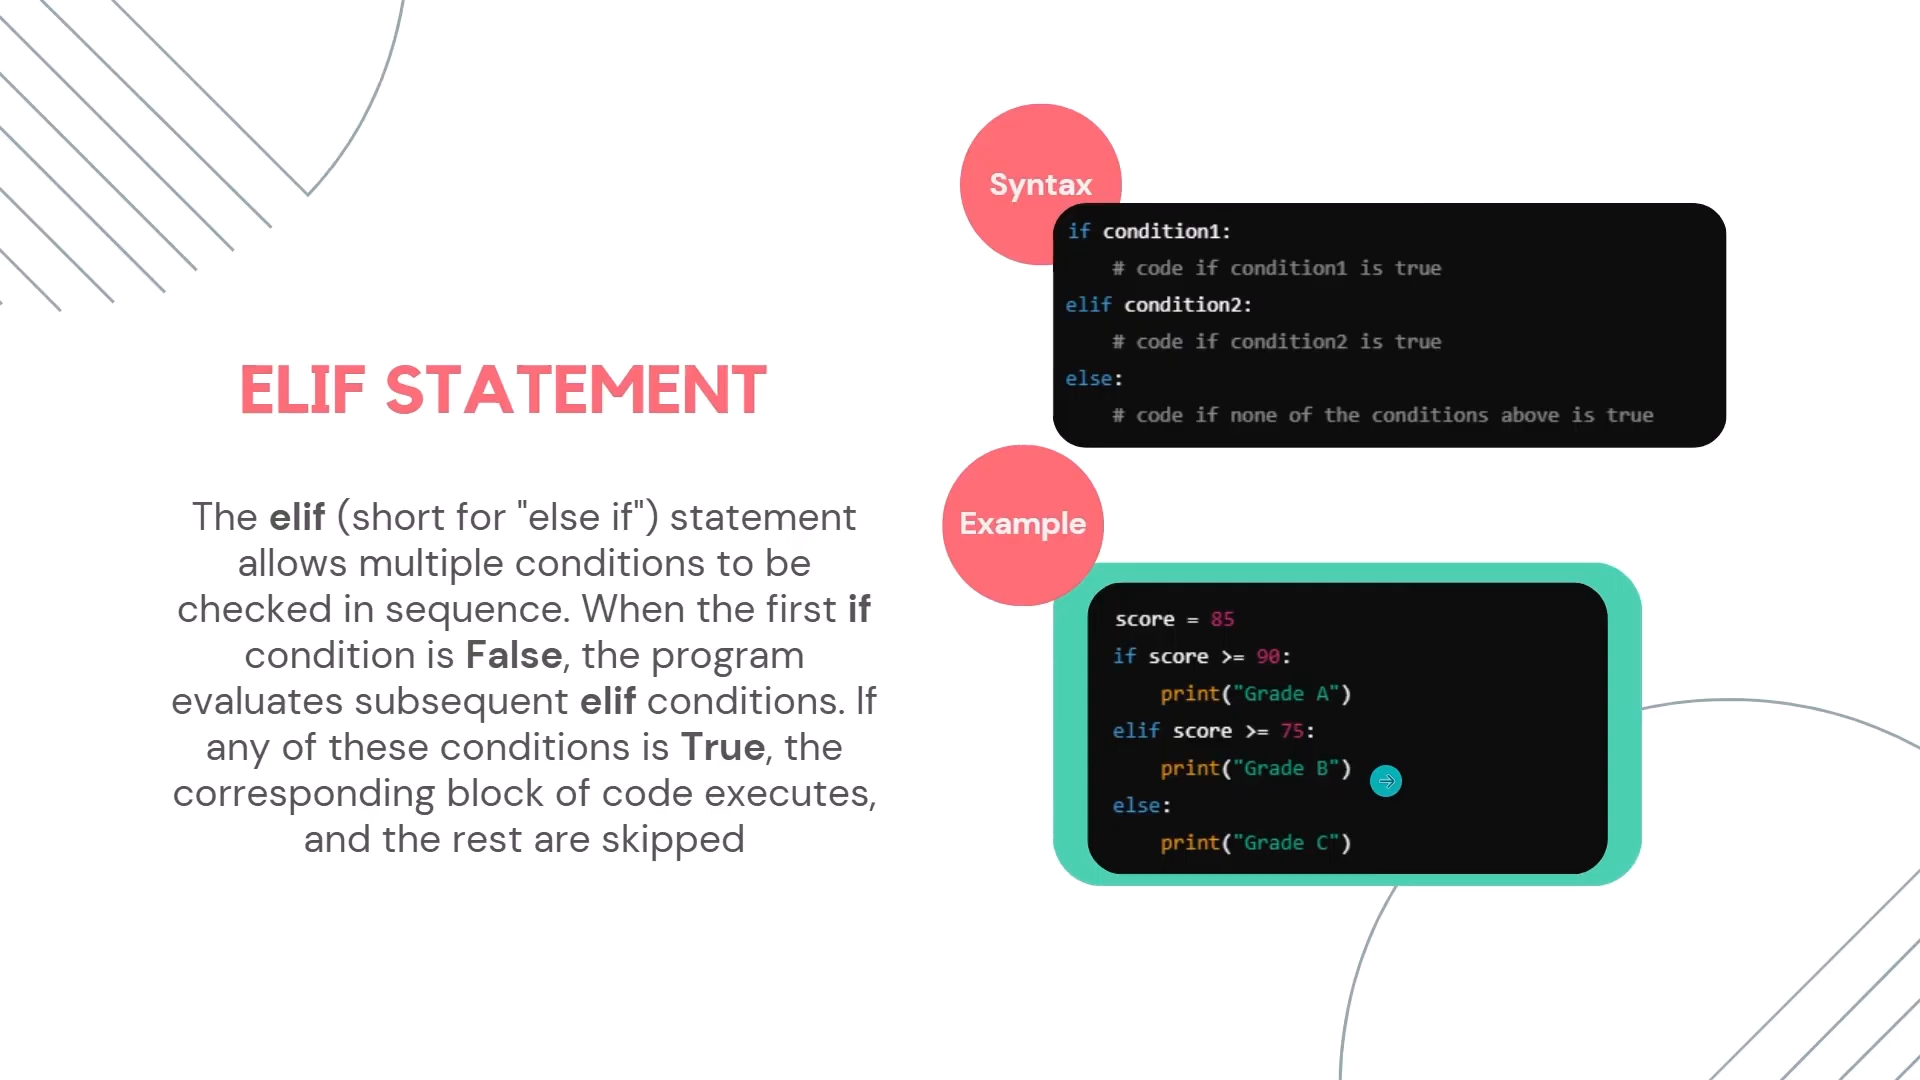 ELIF STATEMENT
The elif (short for "else if") statement
allows multiple conditions to be
checked in sequence. When the first if
condition is False, the program
evaluates subsequent elif conditions. If
any of these conditions is True, the
corresponding block of code executes,
and the rest are skipped
Syntax
if condition1:
    # code if condition1 is true
elif condition2:
    # code if condition2 is true
else:
    # code if none of the conditions above is true
Example
score = 85
if score >= 90:
    print("Grade A")
elif score >= 75:
    print("Grade B")
else:
    print("Grade C")